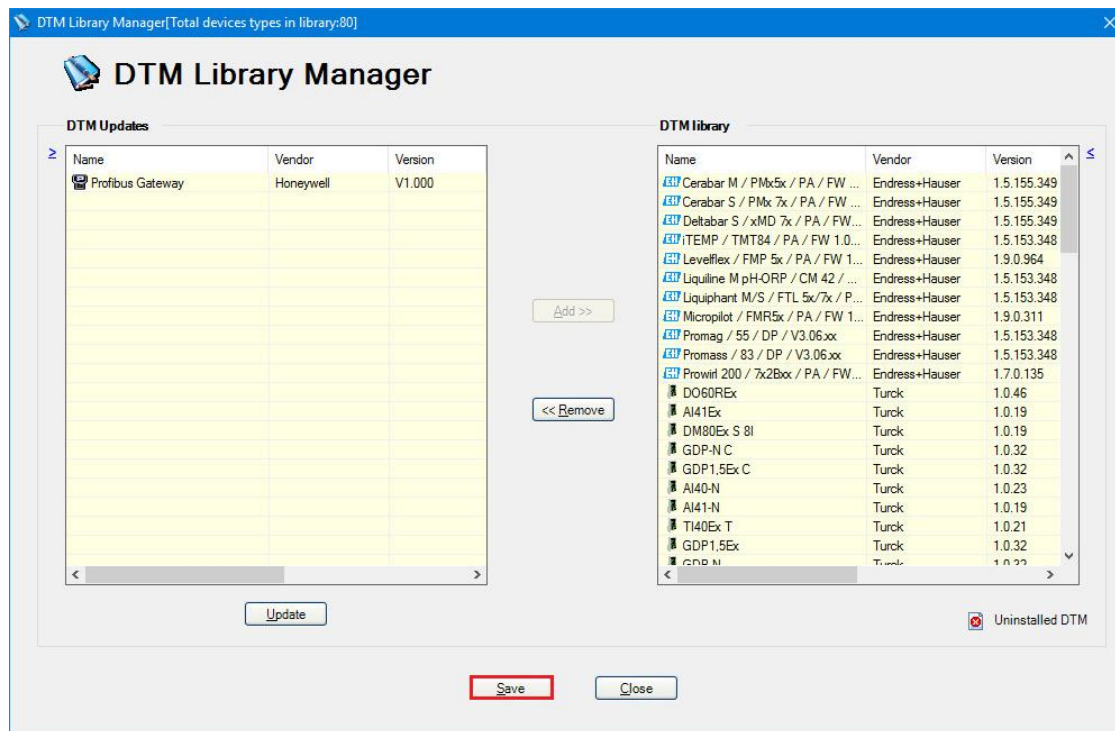 DTM Library Manager[Total devices types in library:80]
DTM Library Manager
DTM Updates
≥
Name Vendor Version
Profibus Gateway Honeywell V1.000
Update
Add >>
<< Remove
DTM library
≤
Name Vendor Version
Cerabar M / PMx5x / PA / FW ... Endress+Hauser 1.5.155.349
Cerabar S / PMx 7x / PA / FW ... Endress+Hauser 1.5.155.349
Deltabar S / xMD 7x / PA / FW... Endress+Hauser 1.5.155.349
iTEMP / TMT84 / PA / FW 1.0... Endress+Hauser 1.5.153.348
Levelflex / FMP 5x / PA / FW 1... Endress+Hauser 1.9.0.964
Liquiline M pH-ORP / CM 42 / ... Endress+Hauser 1.5.153.348
Liquiphant M/S / FTL 5x/7x / P... Endress+Hauser 1.5.153.348
Micropilot / FMR5x / PA / FW 1... Endress+Hauser 1.9.0.311
Promag / 55 / DP / V3.06.xx Endress+Hauser 1.5.153.348
Promass / 83 / DP / V3.06.xx Endress+Hauser 1.5.153.348
Prowirl 200 / 7x2Bxx / PA / FW... Endress+Hauser 1.7.0.135
DO60REx Turck 1.0.46
AI41Ex Turck 1.0.19
DM80Ex S 8I Turck 1.0.19
GDP-N C Turck 1.0.32
GDP1,5Ex C Turck 1.0.32
AI40-N Turck 1.0.23
AI41-N Turck 1.0.19
TI40Ex T Turck 1.0.21
GDP1,5Ex Turck 1.0.32
GDP-N Turck 1.0.32
Uninstalled DTM
Save Close